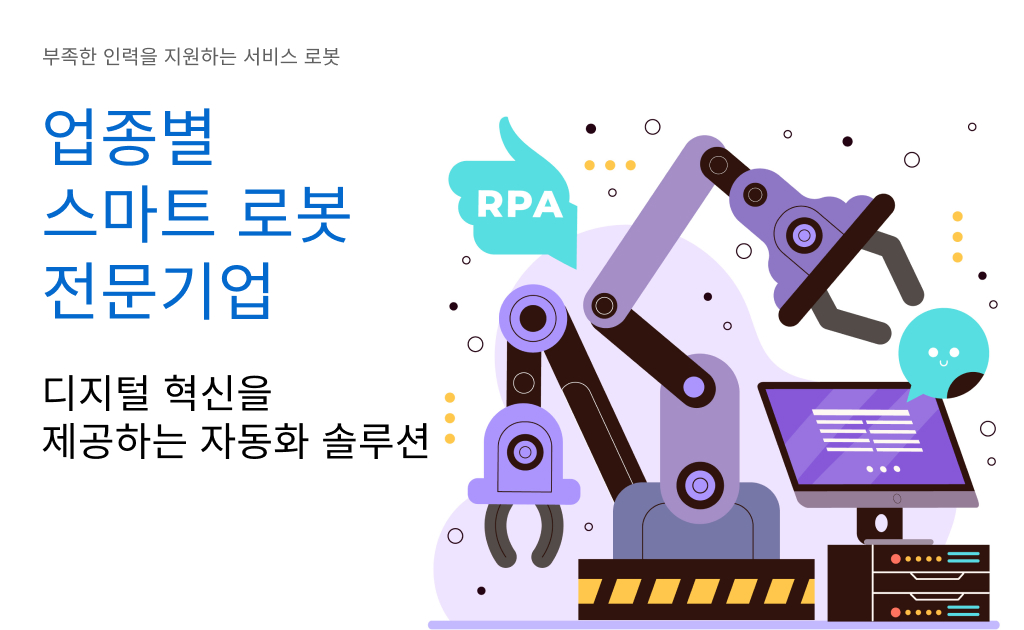 부족한 인력을 지원하는 서비스 로봇
업종별
스마트 로봇
전문기업
디지털 혁신을
제공하는 자동화 솔루션
RPA